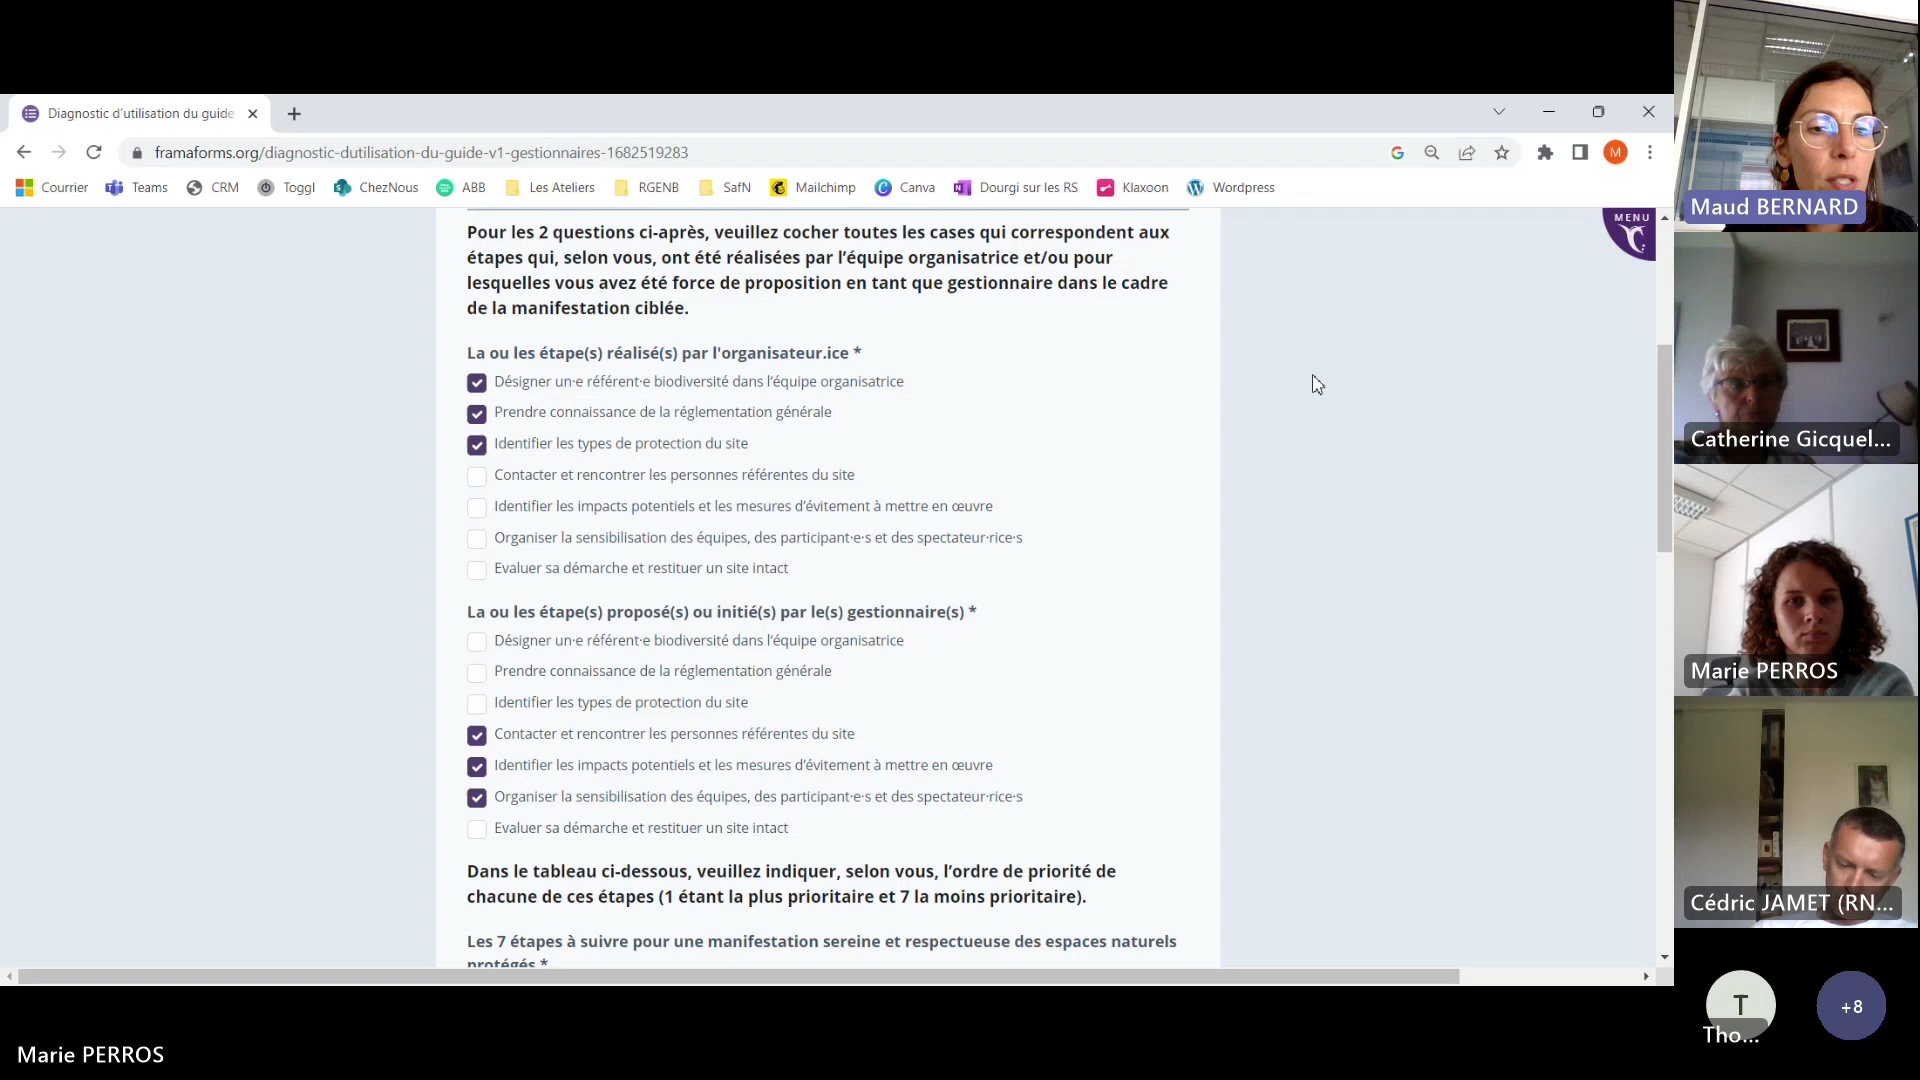 Diagnostic d'utilisation du guide
framaforms.org/diagnostic-dutilisation-du-guide-v1-gestionnaires-1682519283
M
Courrier Teams CRM Toggl ChezNous ABB Les Ateliers RGENB SafN Mailchimp Canva Dourgi sur les RS Klaxoon Wordpress
MENU
Pour les 2 questions ci-après, veuillez cocher toutes les cases qui correspondent aux
étapes qui, selon vous, ont été réalisées par l'équipe organisatrice et/ou pour
lesquelles vous avez été force de proposition en tant que gestionnaire dans le cadre
de la manifestation ciblée.
La ou les étape(s) réalisé(s) par l'organisateur.ice *
Désigner un·e référent·e biodiversité dans l'équipe organisatrice
Prendre connaissance de la réglementation générale
Identifier les types de protection du site
Contacter et rencontrer les personnes référentes du site
Identifier les impacts potentiels et les mesures d'évitement à mettre en œuvre
Organiser la sensibilisation des équipes, des participant·e·s et des spectateur·rice·s
Evaluer sa démarche et restituer un site intact
La ou les étape(s) proposé(s) ou initié(s) par le(s) gestionnaire(s) *
Désigner un·e référent·e biodiversité dans l'équipe organisatrice
Prendre connaissance de la réglementation générale
Identifier les types de protection du site
Contacter et rencontrer les personnes référentes du site
Identifier les impacts potentiels et les mesures d'évitement à mettre en œuvre
Organiser la sensibilisation des équipes, des participant·e·s et des spectateur·rice·s
Evaluer sa démarche et restituer un site intact
Dans le tableau ci-dessous, veuillez indiquer, selon vous, l'ordre de priorité de
chacune de ces étapes (1 étant la plus prioritaire et 7 la moins prioritaire).
Les 7 étapes à suivre pour une manifestation sereine et respectueuse des espaces naturels
protégés *
Maud BERNARD
Catherine Gicquel...
Marie PERROS
Cédric JAMET (RN...
T
Tho...
+8
Marie PERROS